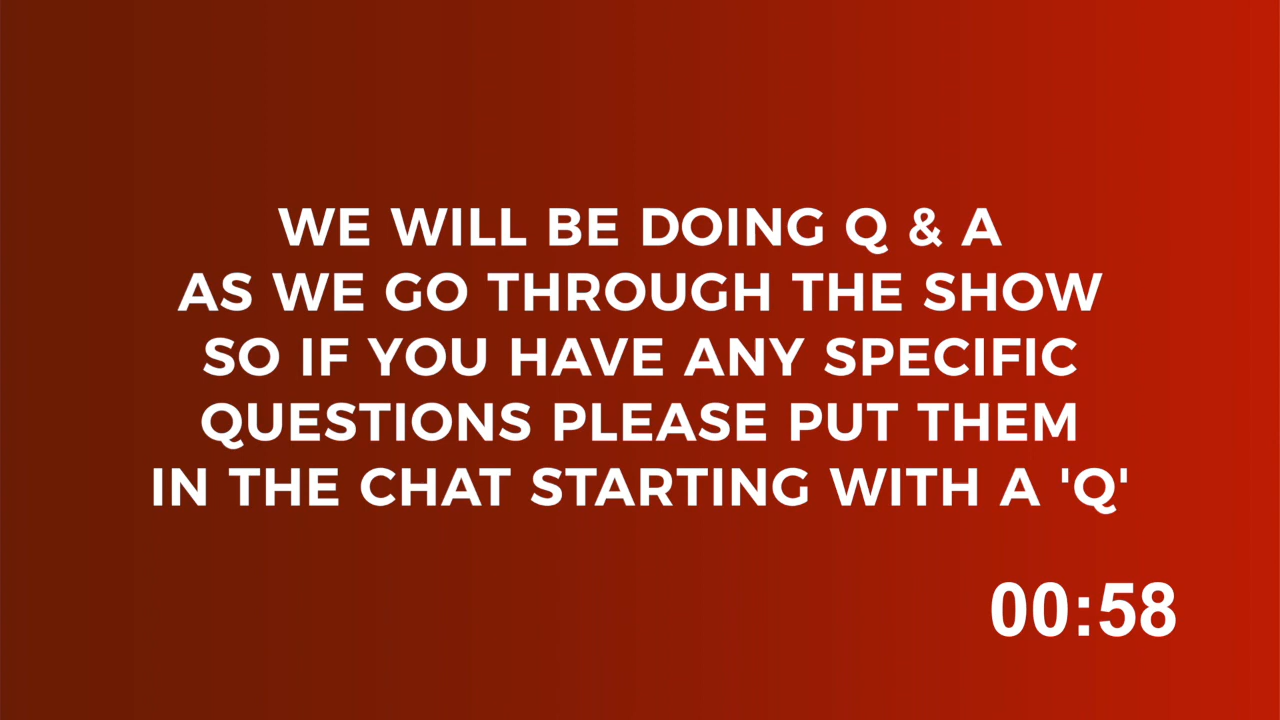 WE WILL BE DOING Q & A
AS WE GO THROUGH THE SHOW
SO IF YOU HAVE ANY SPECIFIC
QUESTIONS PLEASE PUT THEM
IN THE CHAT STARTING WITH A 'Q'
00:58